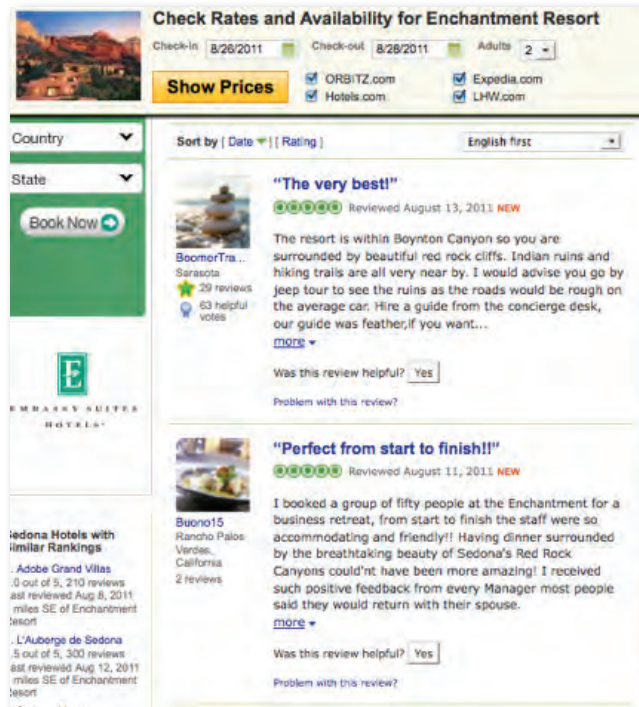 Check Rates and Availability for Enchantment Resort
Check-in 8/26/2011 Check-out 8/28/2011 Adults 2
Show Prices
ORBITZ.com Expedia.com
Hotels.com LHW.com
Country
State
Book Now
EMBASSY SUITES
HOTELS
Sedona Hotels with
Similar Rankings
. Adobe Grand Villas
.0 out of 5, 210 reviews
ast reviewed Aug 8, 2011
miles SE of Enchantment
Resort
. L'Auberge de Sedona
.5 out of 5, 300 reviews
ast reviewed Aug 12, 2011
miles SE of Enchantment
Resort
Sort by [ Date ] [ Rating ] English first
BoomerTra...
Sarasota
29 reviews
63 helpful
votes
"The very best!"
Reviewed August 13, 2011 NEW
The resort is within Boynton Canyon so you are
surrounded by beautiful red rock cliffs. Indian ruins and
hiking trails are all very near by. I would advise you go by
jeep tour to see the ruins as the roads would be rough on
the average car. Hire a guide from the concierge desk,
our guide was feather,if you want...
more
Was this review helpful? Yes
Problem with this review?
Buono15
Rancho Palos
Verdes,
California
2 reviews
"Perfect from start to finish!!"
Reviewed August 11, 2011 NEW
I booked a group of fifty people at the Enchantment for a
business retreat, from start to finish the staff were so
accommodating and friendly!! Having dinner surrounded
by the breathtaking beauty of Sedona's Red Rock
Canyons could'nt have been more amazing! I received
such positive feedback from every Manager most people
said they would return with their spouse.
more
Was this review helpful? Yes
Problem with this review?